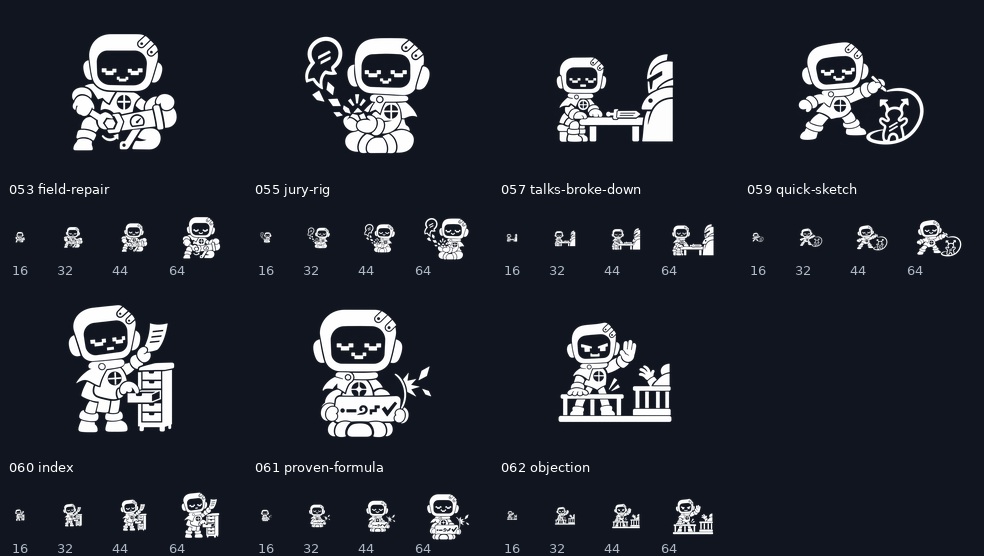 053 field-repair
055 jury-rig
057 talks-broke-down
059 quick-sketch
16 32 44 64
16 32 44 64
16 32 44 64
16 32 44 64
060 index
061 proven-formula
062 objection
16 32 44 64
16 32 44 64
16 32 44 64